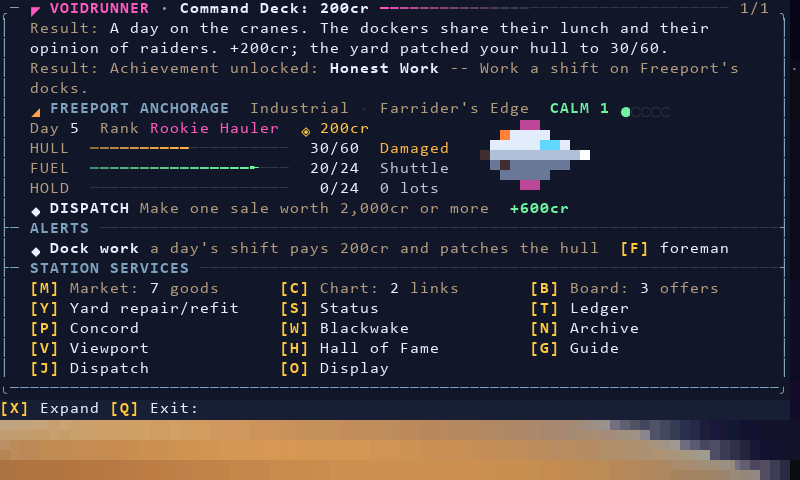 VOIDRUNNER · Command Deck: 200cr 1/1
Result: A day on the cranes. The dockers share their lunch and their
opinion of raiders. +200cr; the yard patched your hull to 30/60.
Result: Achievement unlocked: Honest Work -- Work a shift on Freeport's
docks.
FREEPORT ANCHORAGE Industrial · Farrider's Edge CALM 1
Day 5 Rank Rookie Hauler 200cr
HULL 30/60 Damaged
FUEL 20/24 Shuttle
HOLD 0/24 0 lots
DISPATCH Make one sale worth 2,000cr or more +600cr
ALERTS
Dock work a day's shift pays 200cr and patches the hull [F] foreman
STATION SERVICES
[M] Market: 7 goods [C] Chart: 2 links [B] Board: 3 offers
[Y] Yard repair/refit [S] Status [T] Ledger
[P] Concord [W] Blackwake [N] Archive
[V] Viewport [H] Hall of Fame [G] Guide
[J] Dispatch [O] Display
[X] Expand [Q] Exit: